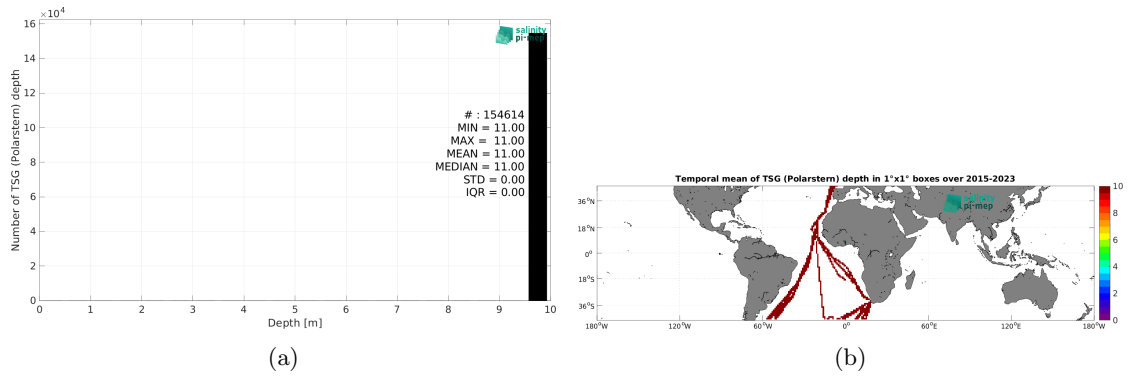 ×10⁴
16
14
12
10
8
6
4
2
0
Number of TSG (Polarstern) depth
salinity
pi-mep
# : 154614
MIN = 11.00
MAX = 11.00
MEAN = 11.00
MEDIAN = 11.00
STD = 0.00
IQR = 0.00
0 1 2 3 4 5 6 7 8 9 10
Depth [m]
(a)
Temporal mean of TSG (Polarstern) depth in 1°x1° boxes over 2015-2023
salinity
pi-mep
36°N
18°N
0°
18°S
36°S
180°W 120°W 60°W 0° 60°E 120°E 180°W
10
8
6
4
2
0
(b)